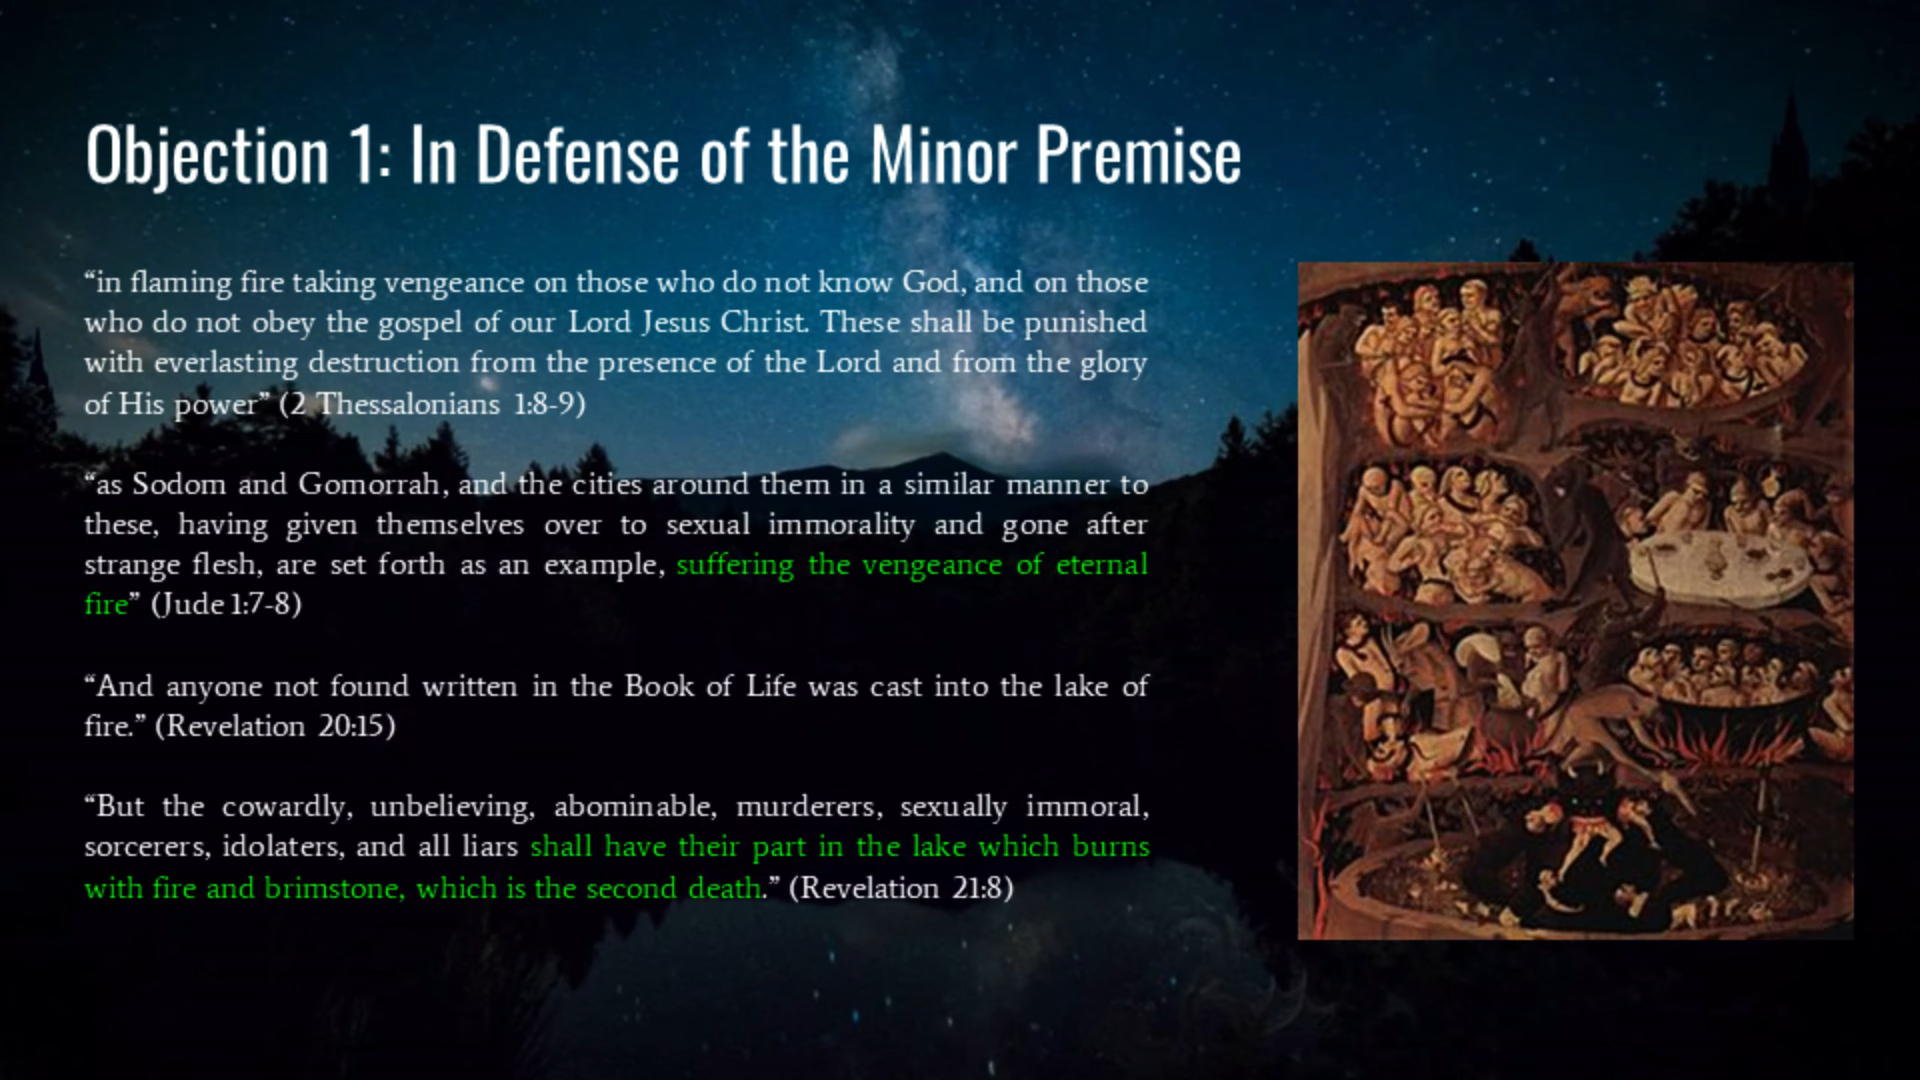 Objection 1: In Defense of the Minor Premise
“in flaming fire taking vengeance on those who do not know God, and on those
who do not obey the gospel of our Lord Jesus Christ. These shall be punished
with everlasting destruction from the presence of the Lord and from the glory
of His power” (2 Thessalonians 1:8-9)
“as Sodom and Gomorrah, and the cities around them in a similar manner to
these, having given themselves over to sexual immorality and gone after
strange flesh, are set forth as an example, suffering the vengeance of eternal
fire” (Jude 1:7-8)
“And anyone not found written in the Book of Life was cast into the lake of
fire.” (Revelation 20:15)
“But the cowardly, unbelieving, abominable, murderers, sexually immoral,
sorcerers, idolaters, and all liars shall have their part in the lake which burns
with fire and brimstone, which is the second death.” (Revelation 21:8)